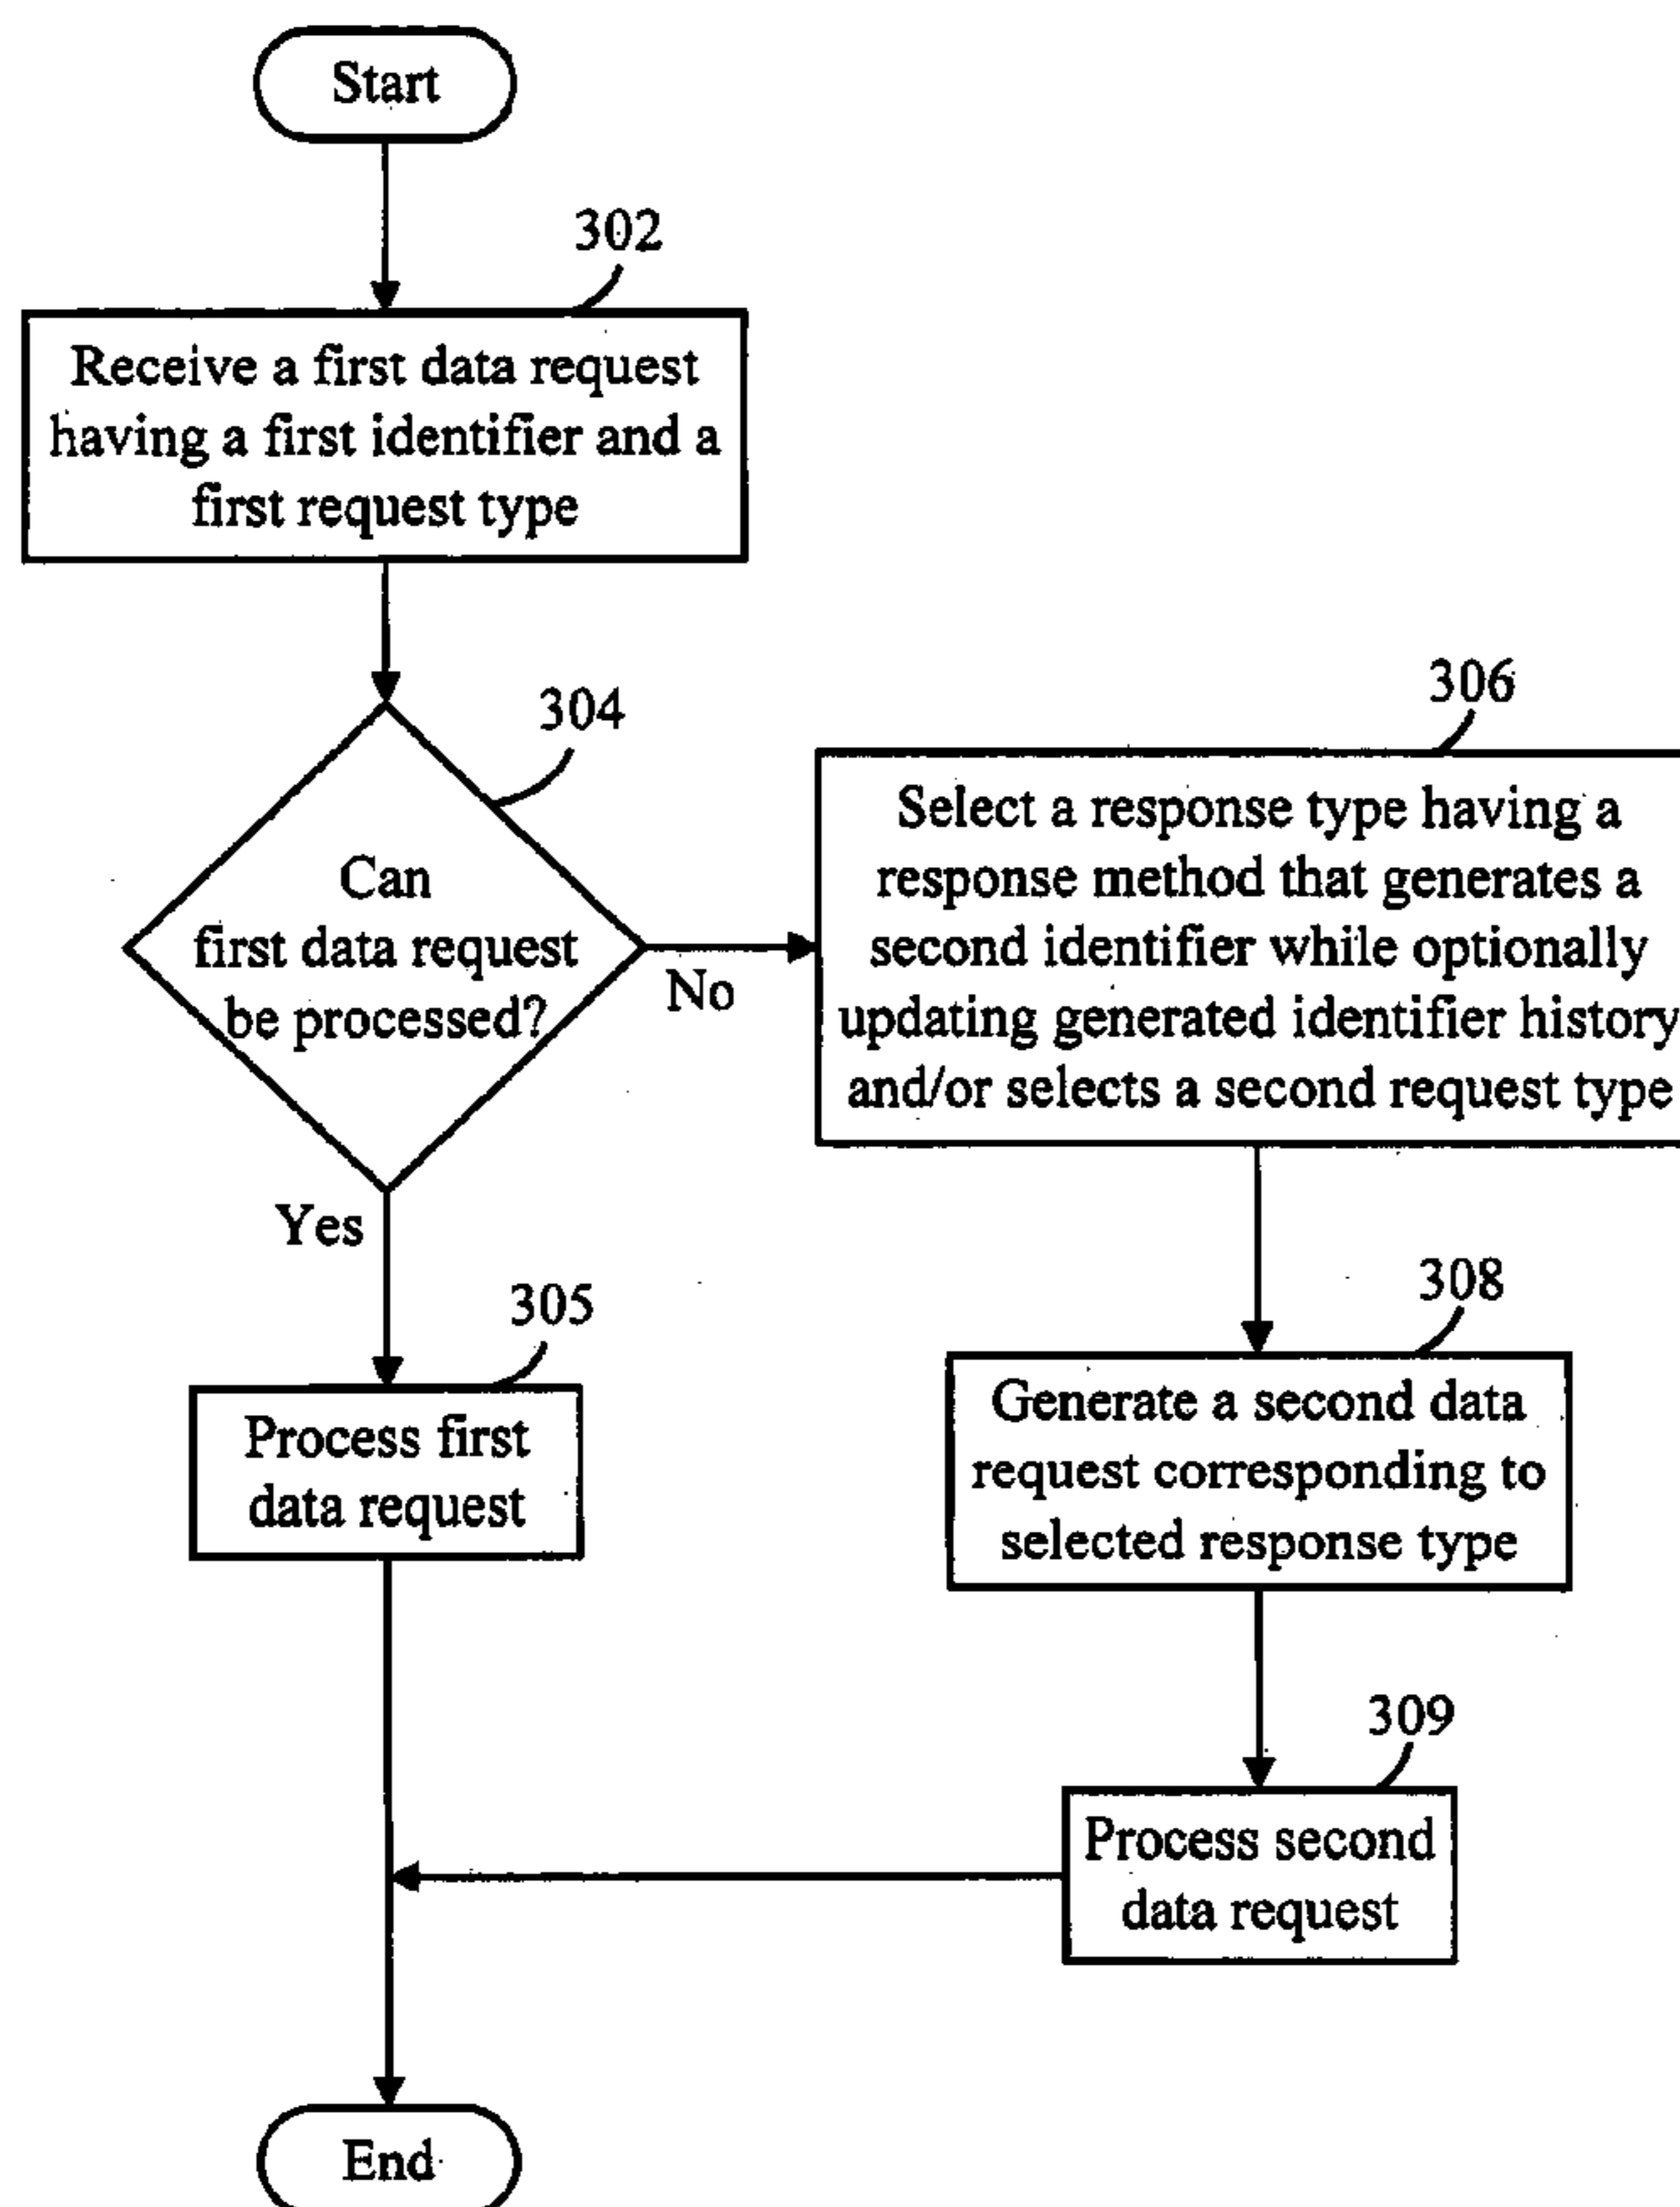 Start
302
Receive a first data request
having a first identifier and a
first request type
304
Can
first data request
be processed?
No
Yes
306
Select a response type having a
response method that generates a
second identifier while optionally
updating generated identifier history
and/or selects a second request type
305
Process first
data request
308
Generate a second data
request corresponding to
selected response type
309
Process second
data request
End